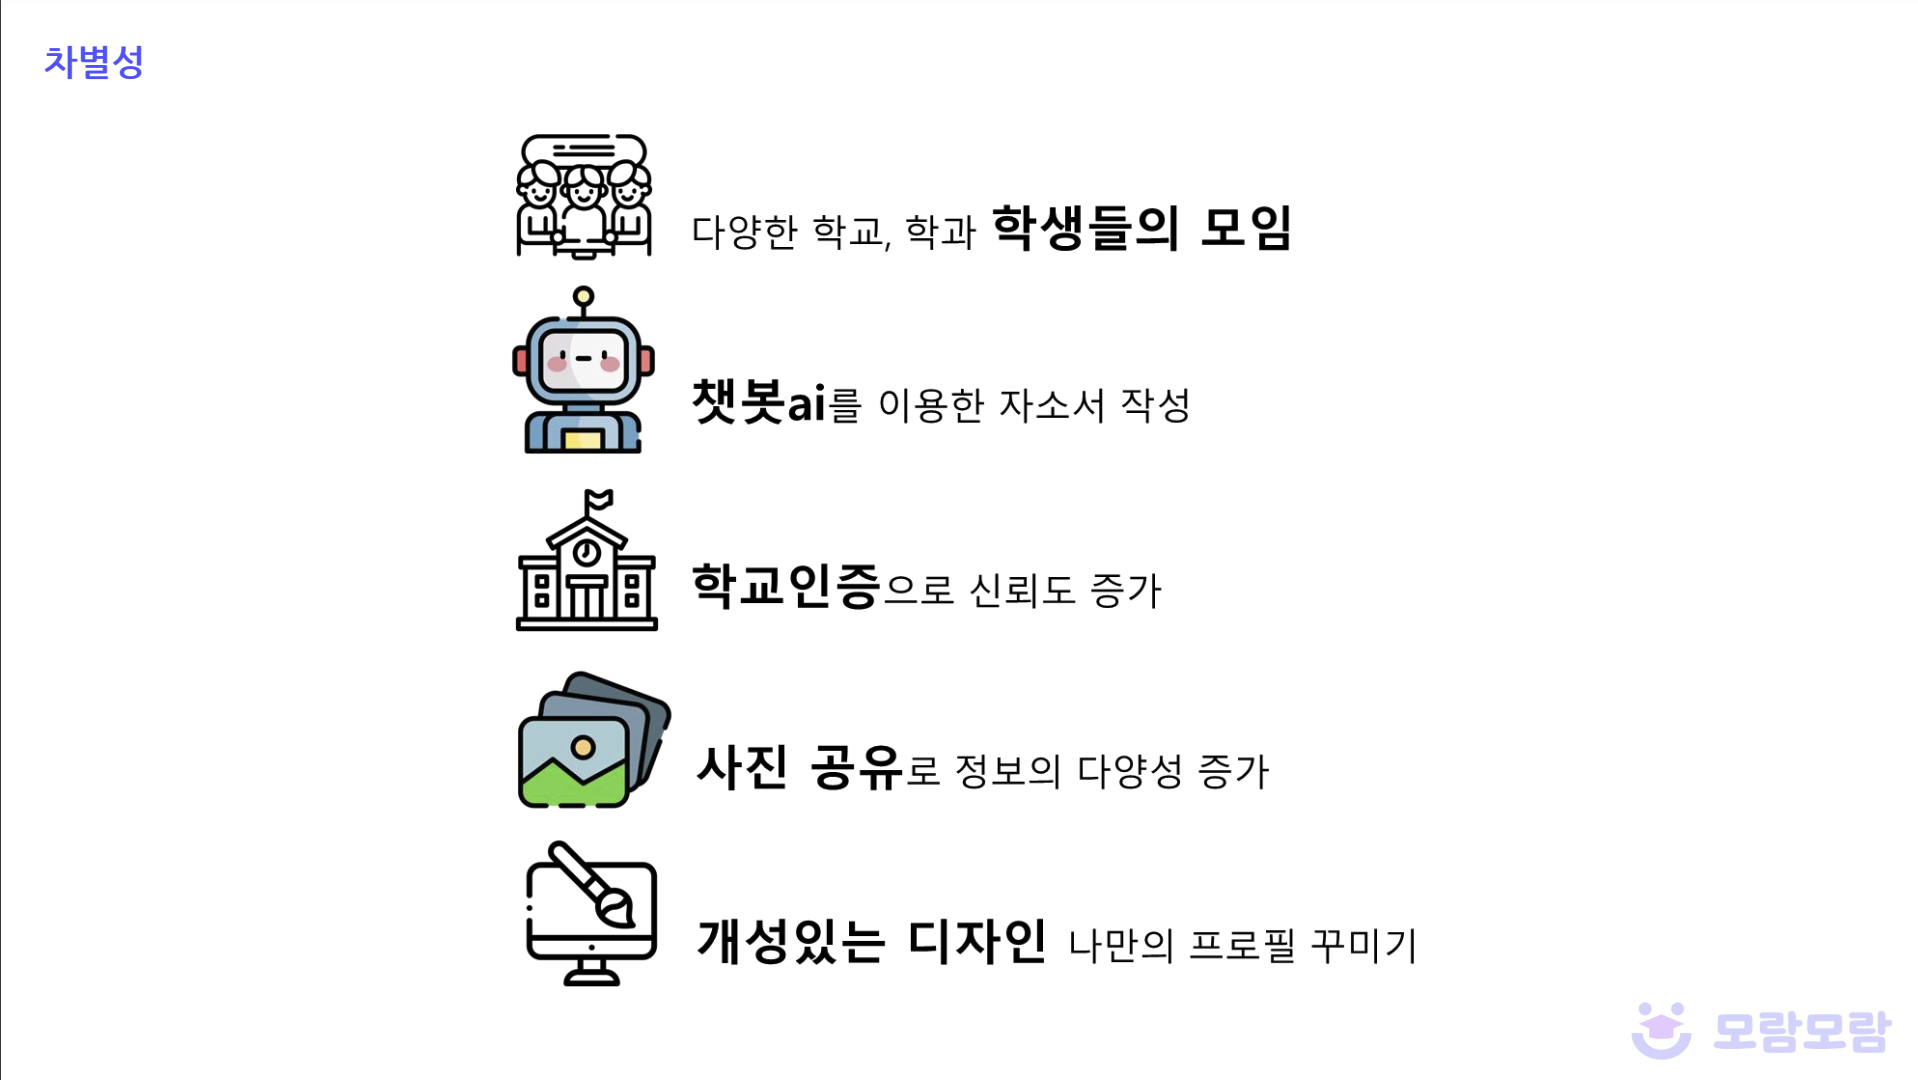 차별성
다양한 학교, 학과 학생들의 모임
챗봇ai를 이용한 자소서 작성
학교인증으로 신뢰도 증가
사진 공유로 정보의 다양성 증가
개성있는 디자인 나만의 프로필 꾸미기
모람모람